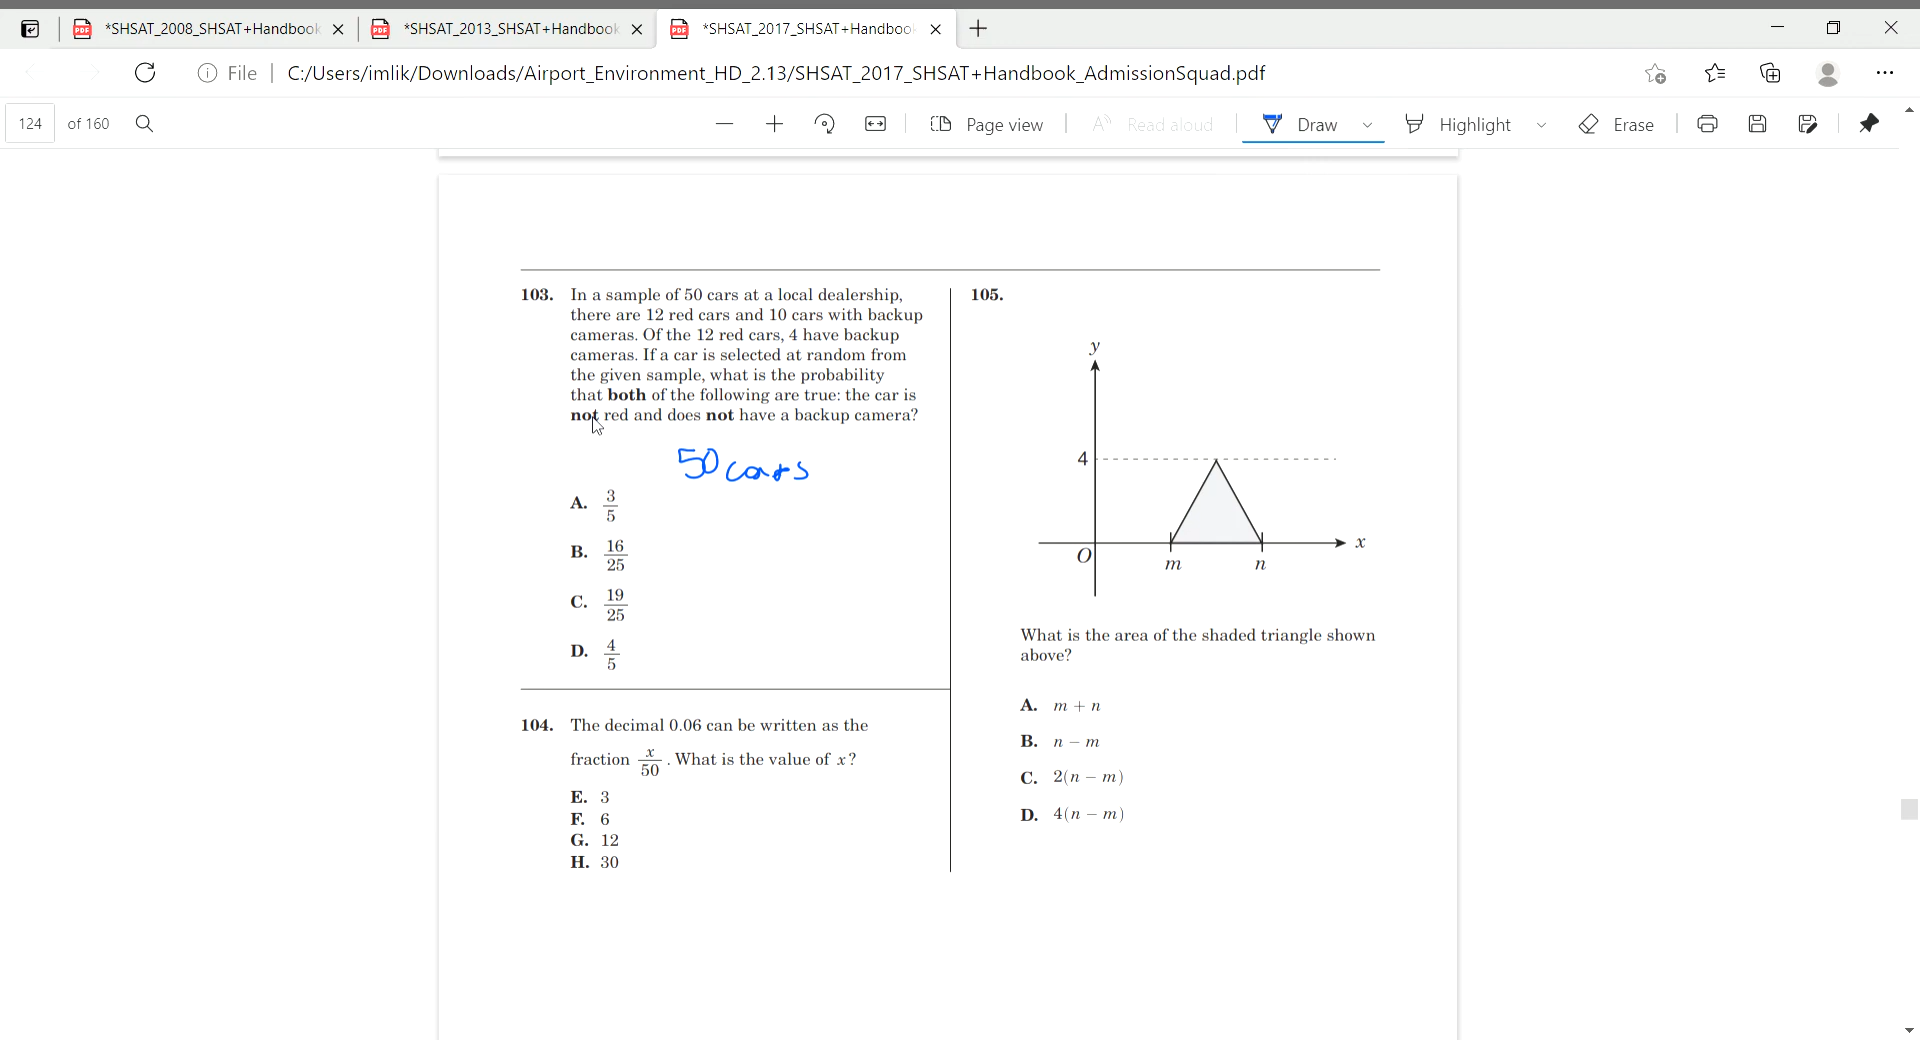 *SHSAT_2008_SHSAT+Handbook
*SHSAT_2013_SHSAT+Handbook
*SHSAT_2017_SHSAT+Handboo
File
C:/Users/imlik/Downloads/Airport_Environment_HD_2.13/SHSAT_2017_SHSAT+Handbook_AdmissionSquad.pdf
124 of 160
Page view
Read aloud
Draw
Highlight
Erase
103. In a sample of 50 cars at a local dealership,
there are 12 red cars and 10 cars with backup
cameras. Of the 12 red cars, 4 have backup
cameras. If a car is selected at random from
the given sample, what is the probability
that both of the following are true: the car is
not red and does not have a backup camera?
50 cars
A. 3/5
B. 16/25
C. 19/25
D. 4/5
104. The decimal 0.06 can be written as the
fraction x/50 . What is the value of x?
E. 3
F. 6
G. 12
H. 30
105.
y
4
O
m
n
x
What is the area of the shaded triangle shown
above?
A. m + n
B. n − m
C. 2(n − m)
D. 4(n − m)